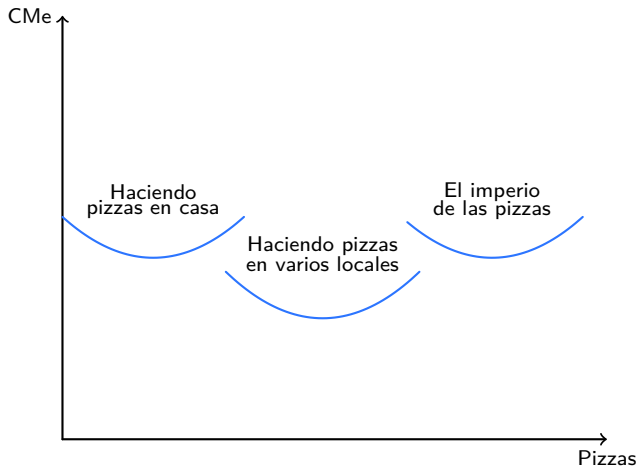 CMe
Haciendo
pizzas en casa
Haciendo pizzas
en varios locales
El imperio
de las pizzas
Pizzas